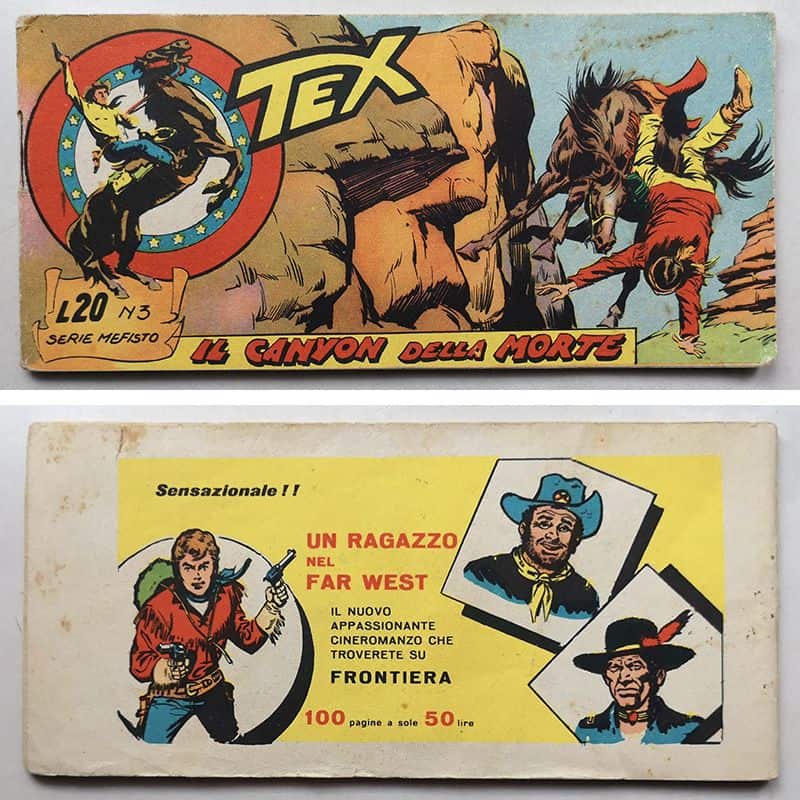 TEX
L.20 N3
SERIE MEFISTO
IL CANYON DELLA MORTE
Sensazionale!!
UN RAGAZZO
NEL
FAR WEST
IL NUOVO
APPASSIONANTE
CINEROMANZO CHE
TROVERETE SU
FRONTIERA
100 pagine a sole 50 lire